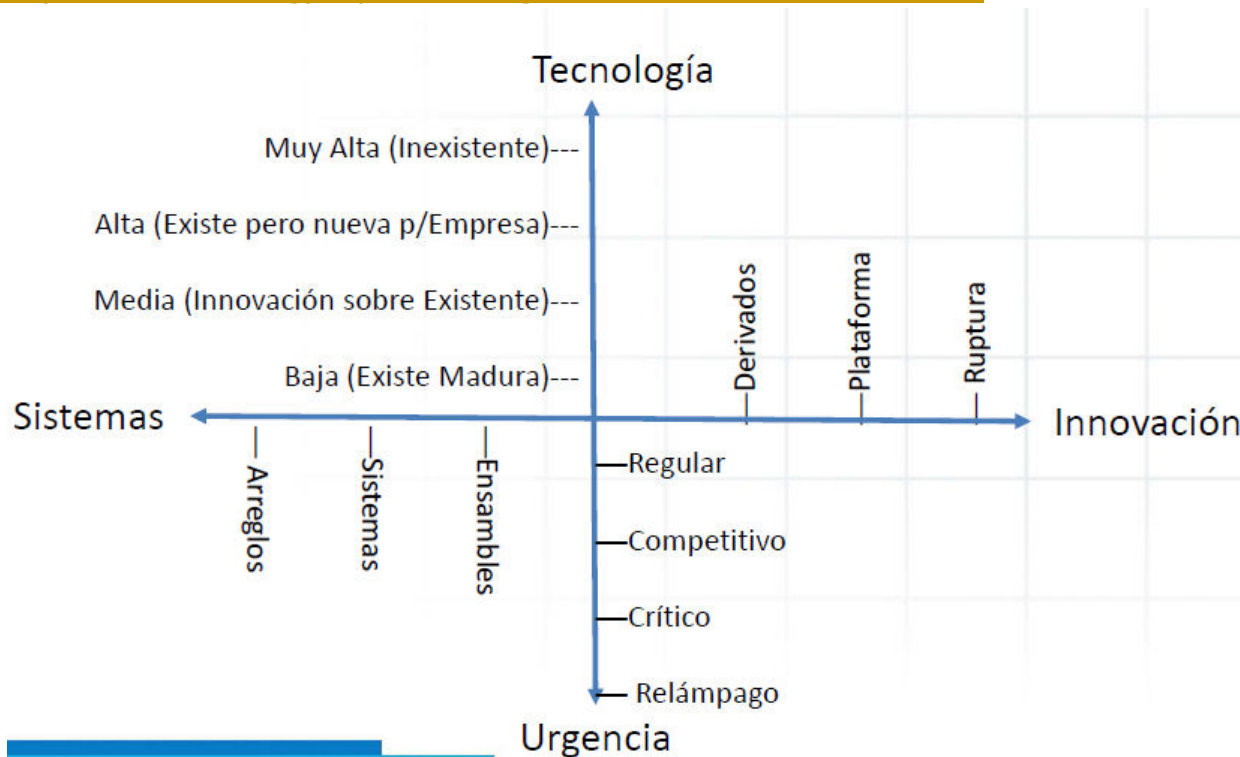 Tecnología
Muy Alta (Inexistente)---
Alta (Existe pero nueva p/Empresa)---
Media (Innovación sobre Existente)---
Baja (Existe Madura)---
Derivados
Plataforma
Ruptura
Sistemas
Innovación
Arreglos
Sistemas
Ensambles
Regular
Competitivo
Crítico
Relámpago
Urgencia